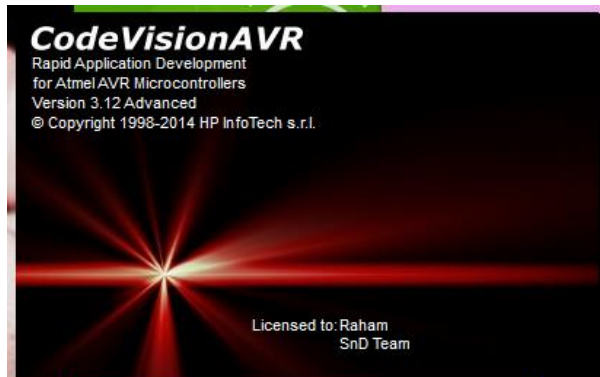 CodeVisionAVR
Rapid Application Development
for Atmel AVR Microcontrollers
Version 3.12 Advanced
© Copyright 1998-2014 HP InfoTech s.r.l.
Licensed to: Raham
SnD Team